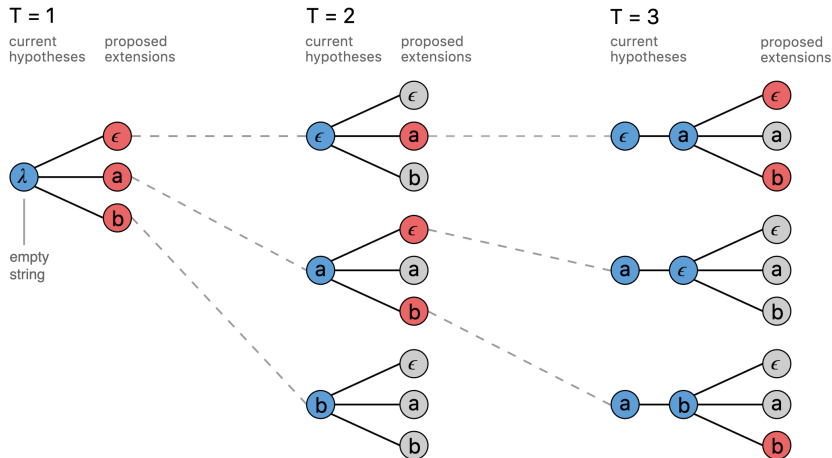 T = 1
T = 2
T = 3
current hypotheses
proposed extensions
current hypotheses
proposed extensions
current hypotheses
proposed extensions
λ
ϵ
a
b
empty string
ϵ
ϵ
a
b
a
ϵ
a
b
b
ϵ
a
b
ϵ
a
ϵ
a
b
a
ϵ
ϵ
a
b
a
b
ϵ
a
b